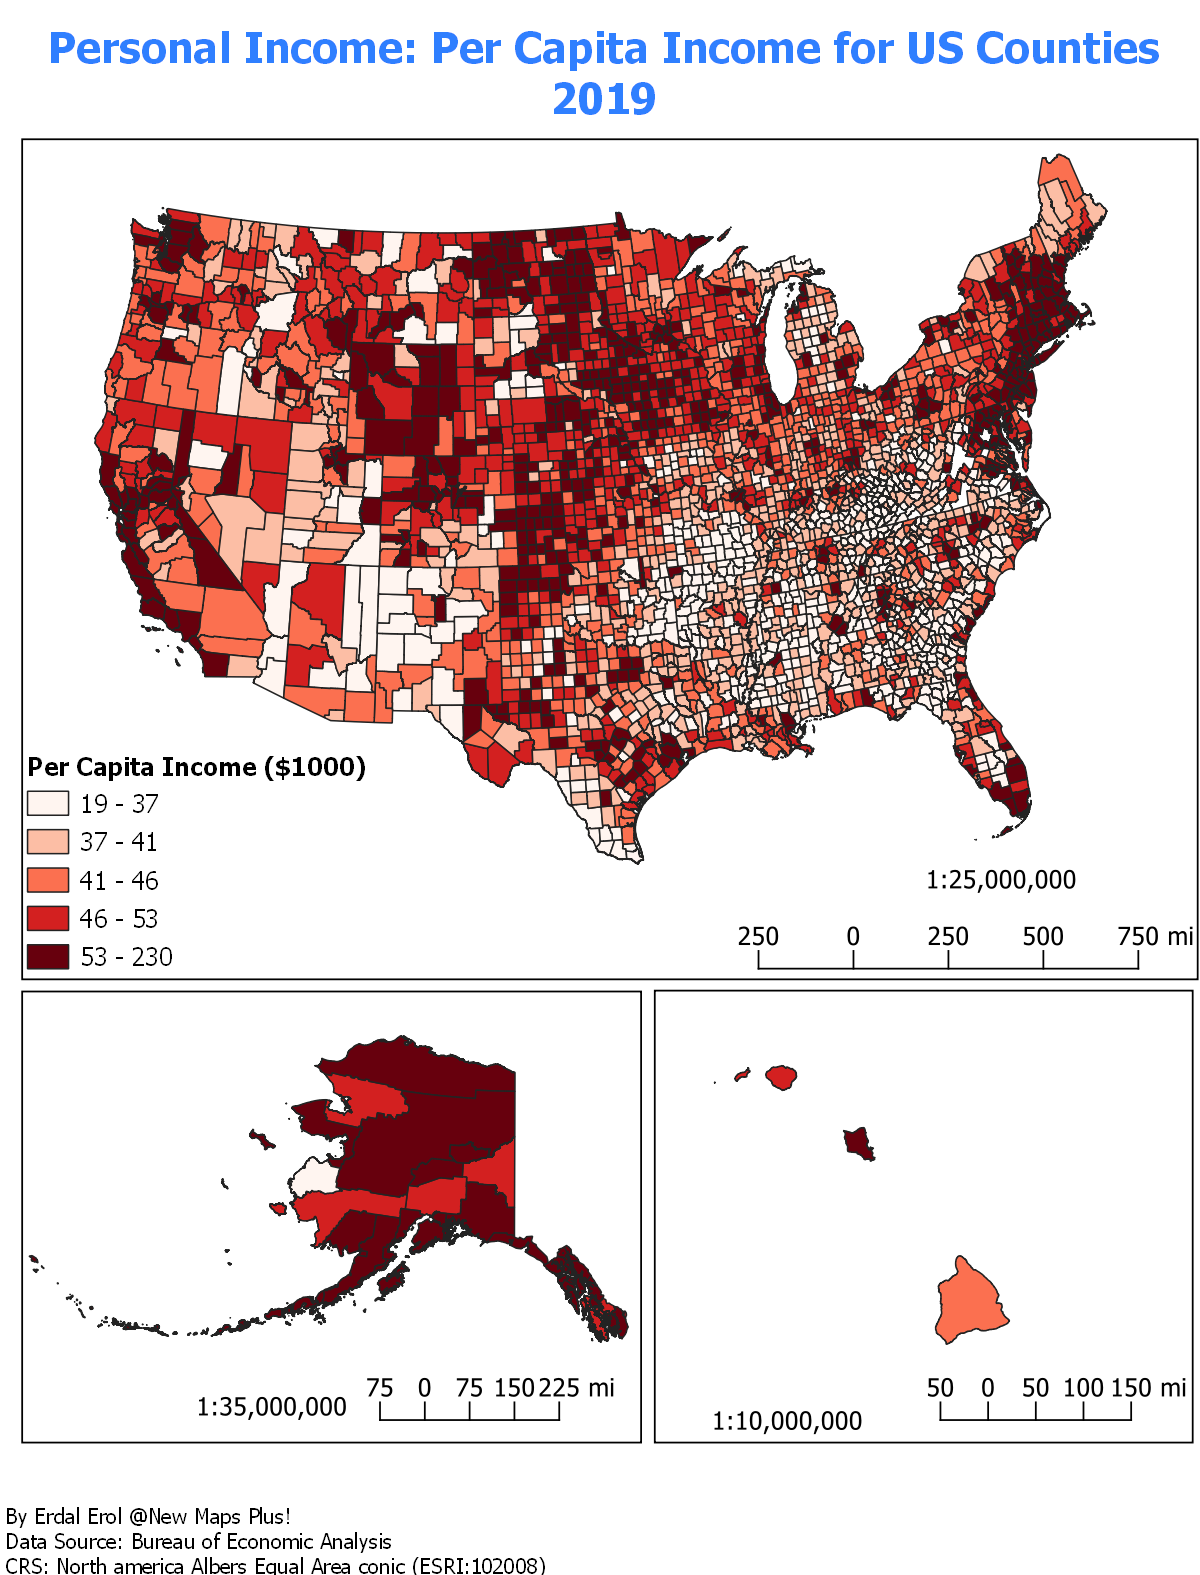 Personal Income: Per Capita Income for US Counties
2019
Per Capita Income ($1000)
19 - 37
37 - 41
41 - 46
46 - 53
53 - 230
1:25,000,000
250 0 250 500 750 mi
1:35,000,000
75 0 75 150 225 mi
1:10,000,000
50 0 50 100 150 mi
By Erdal Erol @New Maps Plus!
Data Source: Bureau of Economic Analysis
CRS: North america Albers Equal Area conic (ESRI:102008)